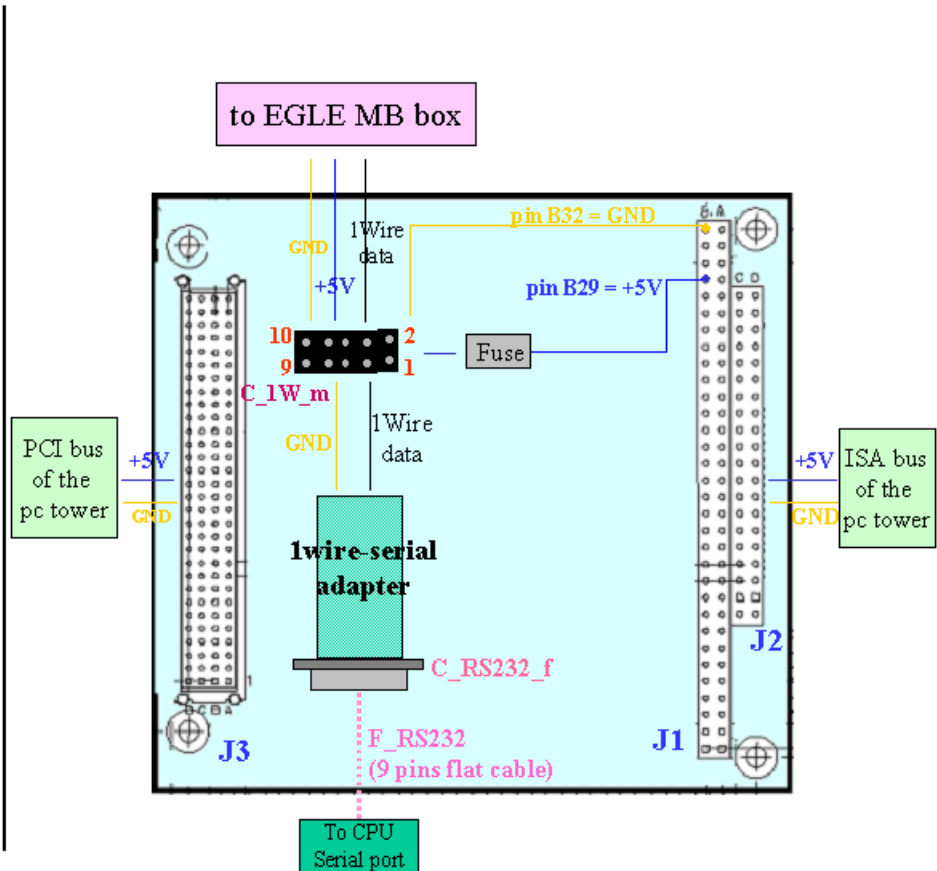 to EGLE MB box
B A
pin B32 = GND
GND
1Wire
data
+5V
pin B29 = +5V
C D
10
2
9
1
Fuse
C_1W_m
PCI bus
of the
pc tower
+5V
GND
GND
1Wire
data
+5V
GND
ISA bus
of the
pc tower
1wire-serial
adapter
J2
C_RS232_f
1
D C B A
J3
F_RS232
(9 pins flat cable)
J1
To CPU
Serial port